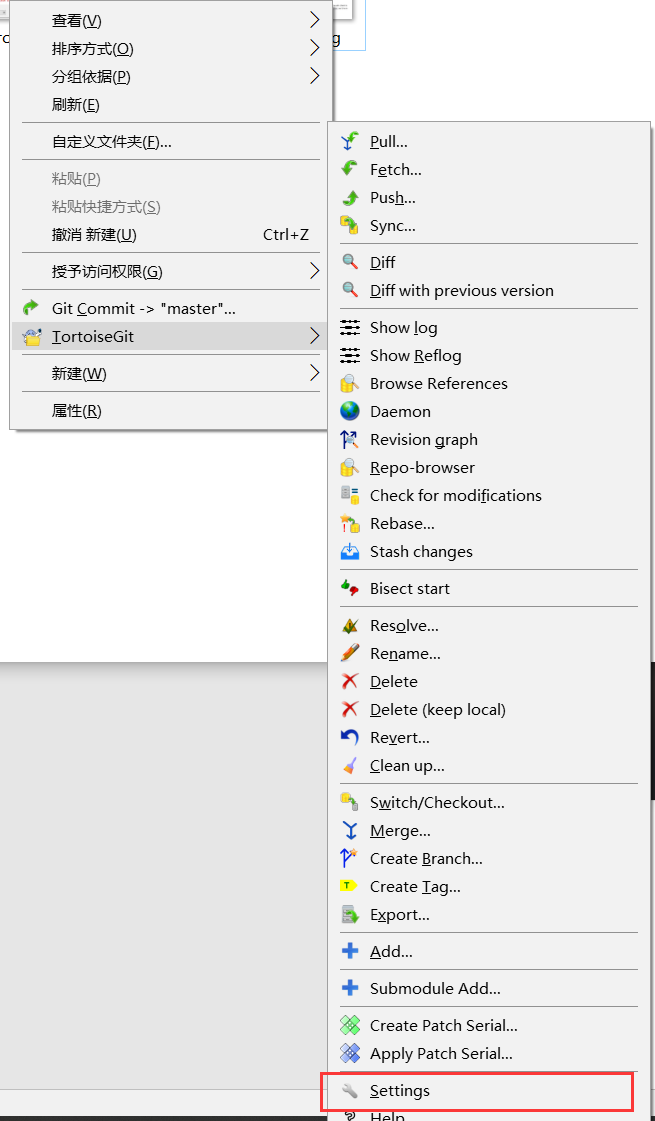 查看(V)
排序方式(O)
分组依据(P)
刷新(E)
自定义文件夹(F)...
粘贴(P)
粘贴快捷方式(S)
撤消 新建(U) Ctrl+Z
授予访问权限(G)
Git Commit -> "master"...
TortoiseGit
新建(W)
属性(R)
Pull...
Fetch...
Push...
Sync...
Diff
Diff with previous version
Show log
Show Reflog
Browse References
Daemon
Revision graph
Repo-browser
Check for modifications
Rebase...
Stash changes
Bisect start
Resolve...
Rename...
Delete
Delete (keep local)
Revert...
Clean up...
Switch/Checkout...
Merge...
Create Branch...
Create Tag...
Export...
Add...
Submodule Add...
Create Patch Serial...
Apply Patch Serial...
Settings
Help